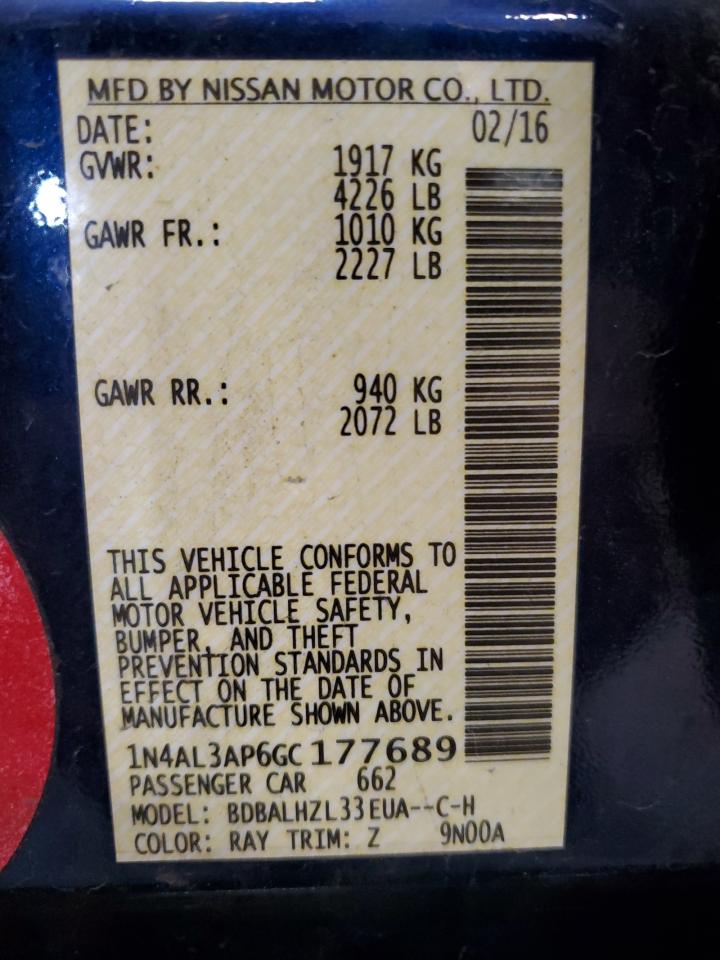 MFD BY NISSAN MOTOR CO., LTD.
DATE: 02/16
GVWR: 1917 KG
4226 LB
GAWR FR.: 1010 KG
2227 LB
GAWR RR.: 940 KG
2072 LB
THIS VEHICLE CONFORMS TO
ALL APPLICABLE FEDERAL
MOTOR VEHICLE SAFETY,
BUMPER, AND THEFT
PREVENTION STANDARDS IN
EFFECT ON THE DATE OF
MANUFACTURE SHOWN ABOVE.
1N4AL3AP6GC177689
PASSENGER CAR 662
MODEL: BDBALHZL33EUA--C-H
COLOR: RAY TRIM: Z 9N00A